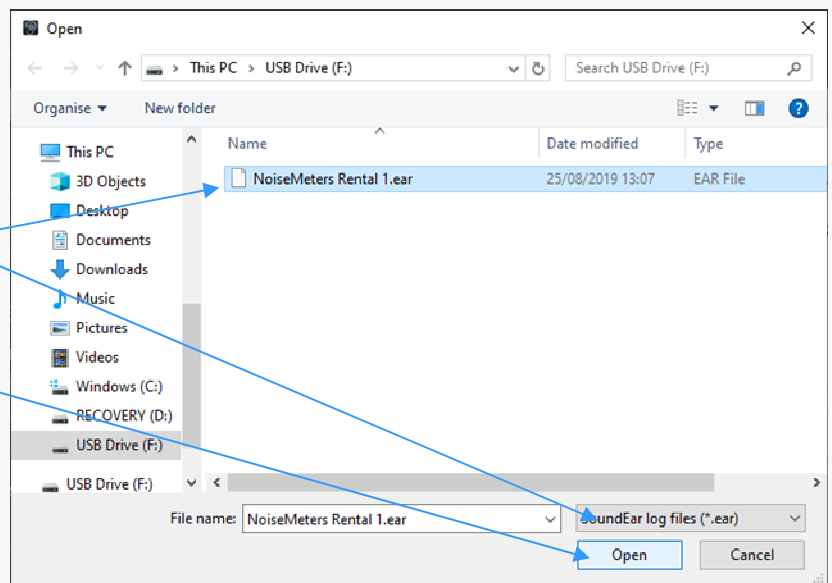 Open
This PC > USB Drive (F:)
Search USB Drive (F:)
Organise
New folder
?
Name
Date modified
Type
NoiseMeters Rental 1.ear
25/08/2019 13:07
EAR File
This PC
3D Objects
Desktop
Documents
Downloads
Music
Pictures
Videos
Windows (C:)
RECOVERY (D:)
USB Drive (F:)
USB Drive (F:)
File name:
NoiseMeters Rental 1.ear
SoundEar log files (*.ear)
Open
Cancel